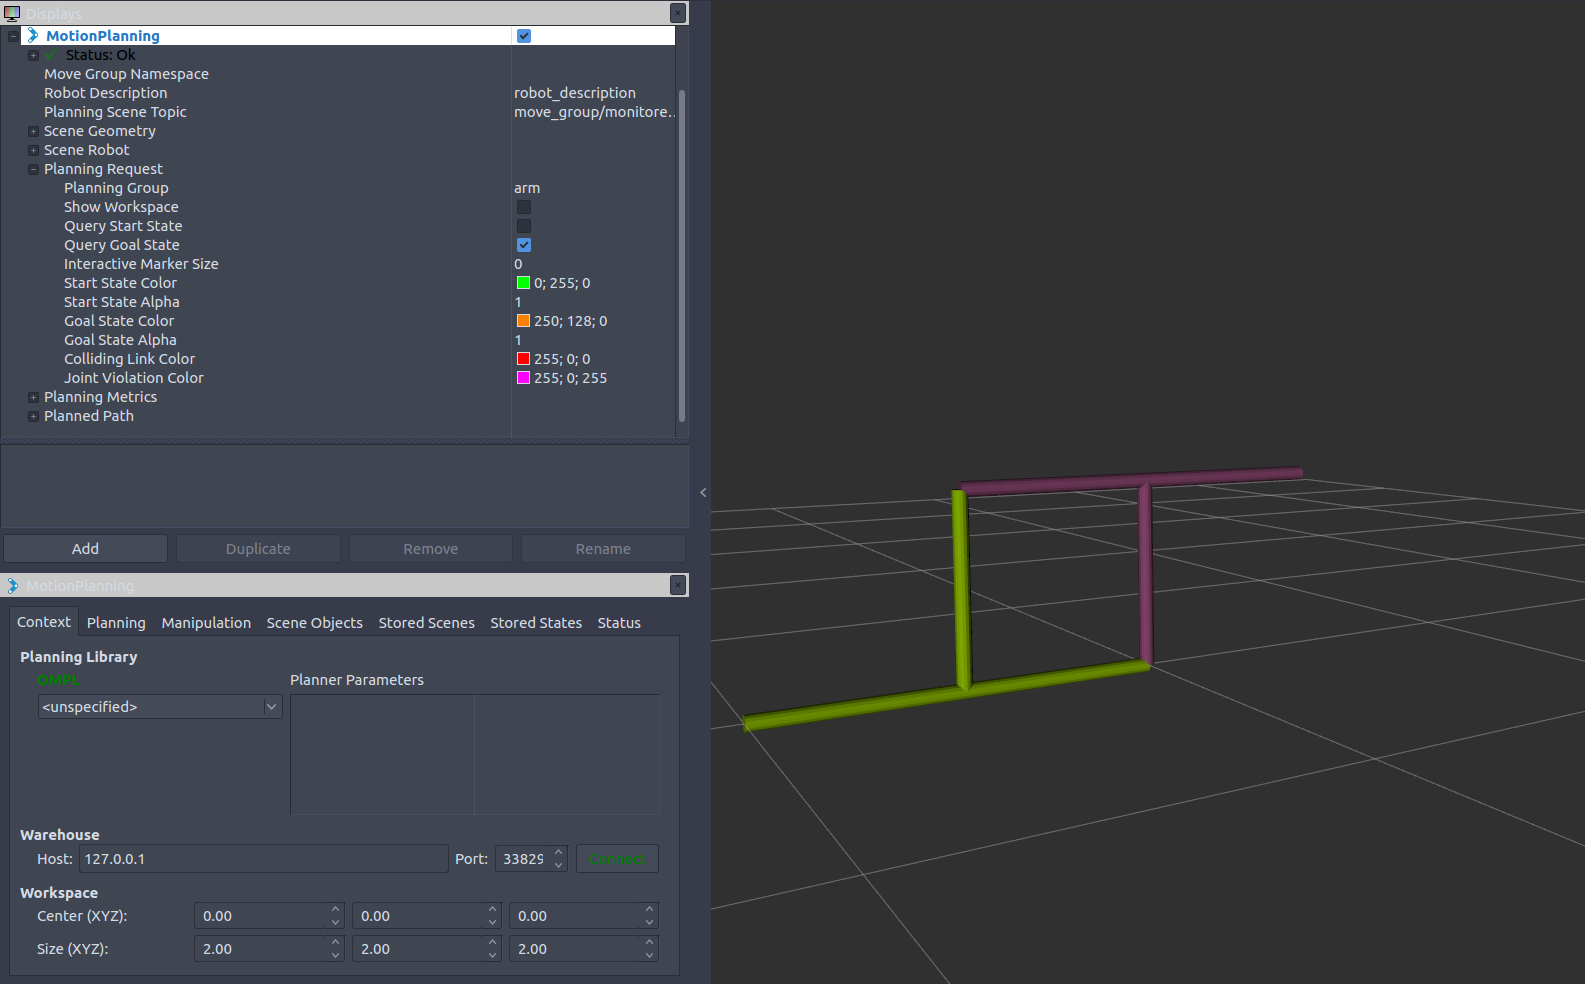 Displays
MotionPlanning
Status: Ok
Move Group Namespace
Robot Description robot_description
Planning Scene Topic move_group/monitore...
Scene Geometry
Scene Robot
Planning Request
Planning Group arm
Show Workspace
Query Start State
Query Goal State
Interactive Marker Size 0
Start State Color 0; 255; 0
Start State Alpha 1
Goal State Color 250; 128; 0
Goal State Alpha 1
Colliding Link Color 255; 0; 0
Joint Violation Color 255; 0; 255
Planning Metrics
Planned Path
Add Duplicate Remove Rename
MotionPlanning
Context Planning Manipulation Scene Objects Stored Scenes Stored States Status
Planning Library
OMPL Planner Parameters
<unspecified>
Warehouse
Host: 127.0.0.1 Port: 33829 Connect
Workspace
Center (XYZ): 0.00 0.00 0.00
Size (XYZ): 2.00 2.00 2.00